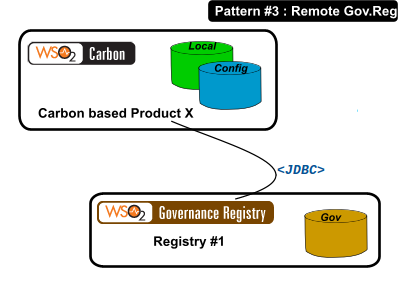 Pattern #3 : Remote Gov.Reg
Local
WSO2 Carbon
Config
Carbon based Product X
<JDBC>
WSO2 Governance Registry
Gov
Registry #1